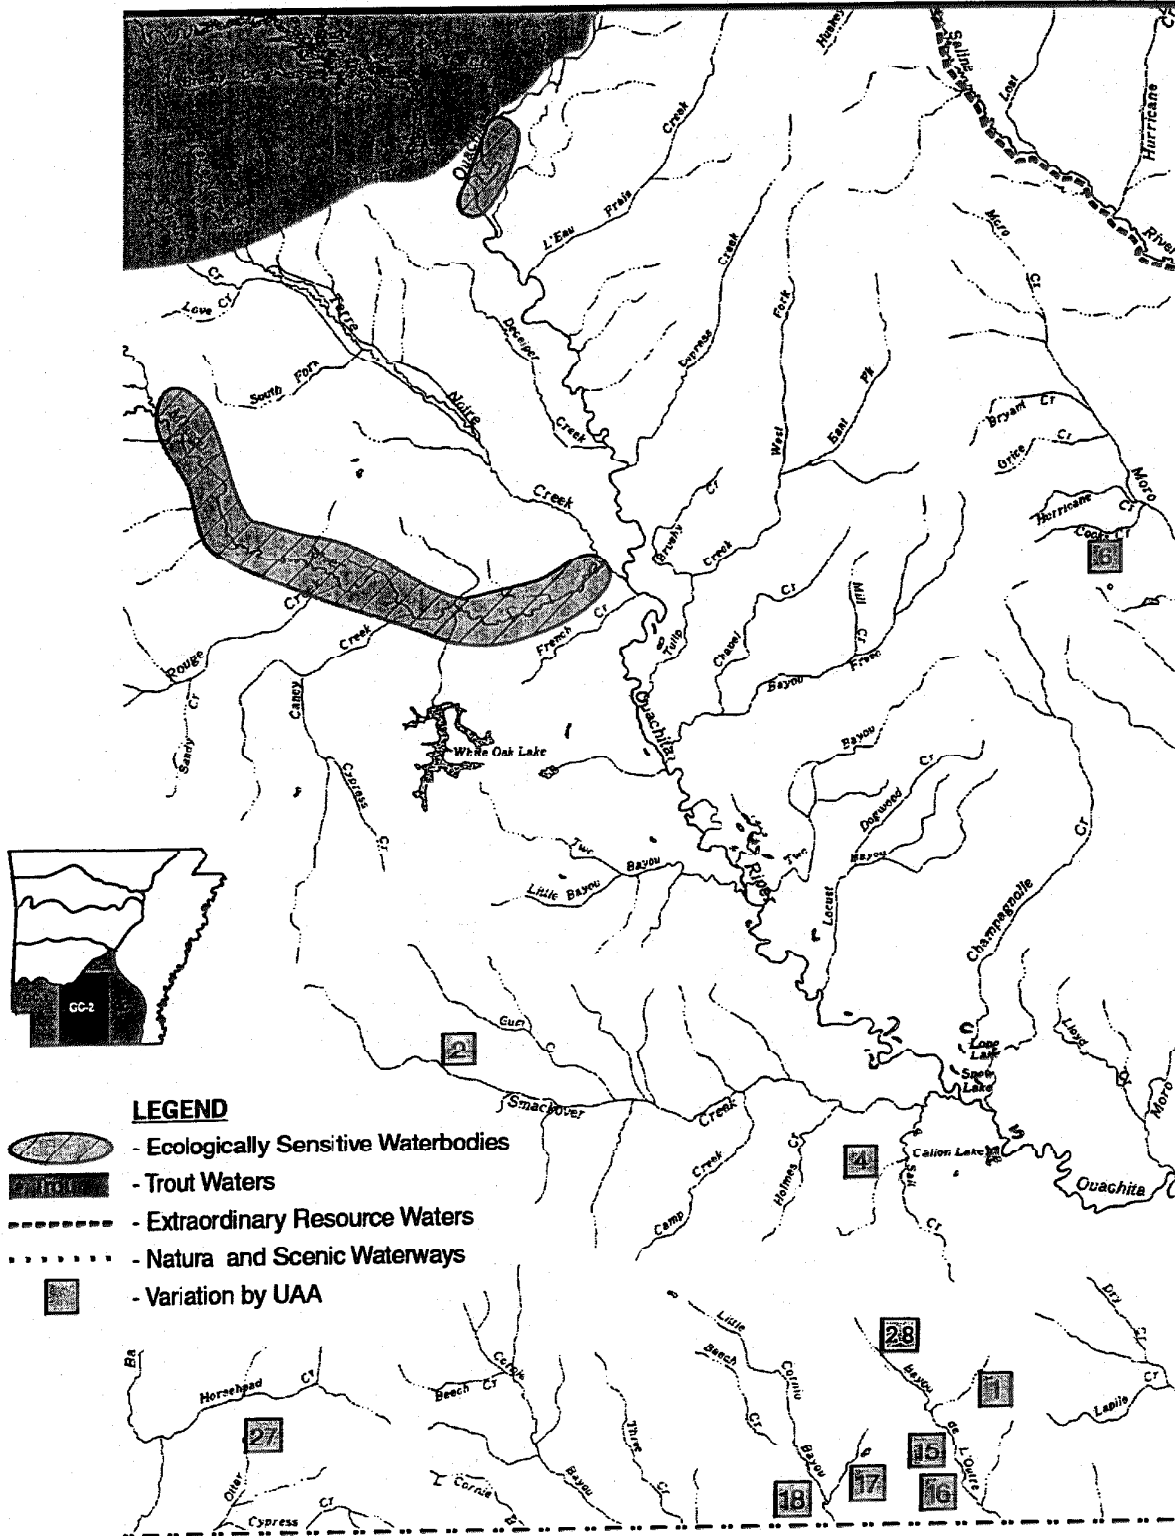 Saline
Lost
Hurricane
Creek
L'Eau
Frais
River
Moro
Cr
Cr
Love
Cr
Terre
Noire
Creek
Deceiper
Creek
South Fork
Cypress
Creek
West
Fork
East
Fk
Bryant
Cr
Brice
Cr
Hurricane
Cr
Cooks Cr
Moro
6
Brushy
Cr
Creek
Creek
Creek
Rouge
Sandy
Cr
Caney
Cypress
Cr
French
Cr
Tulip
Chapel
Cr
Mill
Cr
Bayou
Freeo
Ouachita
River
White Oak Lake
Two
Bayou
Little Bayou
Two
Bayou
Dogwood
Cr
Bayou
Locust
Champagnolle
Cr
GC-2
2
Smackover
Creek
Camp
Creek
Holmes
Cr
4
Calion Lake
Salt
Cr
Lone
Lake
Snow
Lake
Lloyd
Cr
Moro
Ouachita
LEGEND
- Ecologically Sensitive Waterbodies
- Trout Waters
- Extraordinary Resource Waters
- Natura and Scenic Waterways
- Variation by UAA
Ba
Horsehead
Cr
27
Otter
Cypress
Cr
Beech
Cr
Cornie
Bayou
L Cornie
B
Three
Cr
Little
Cornie
Bayou
Beech
Cr
28
Bayou
de
L'Outre
1
15
16
17
18
Dry
Cr
Lapile
Cr